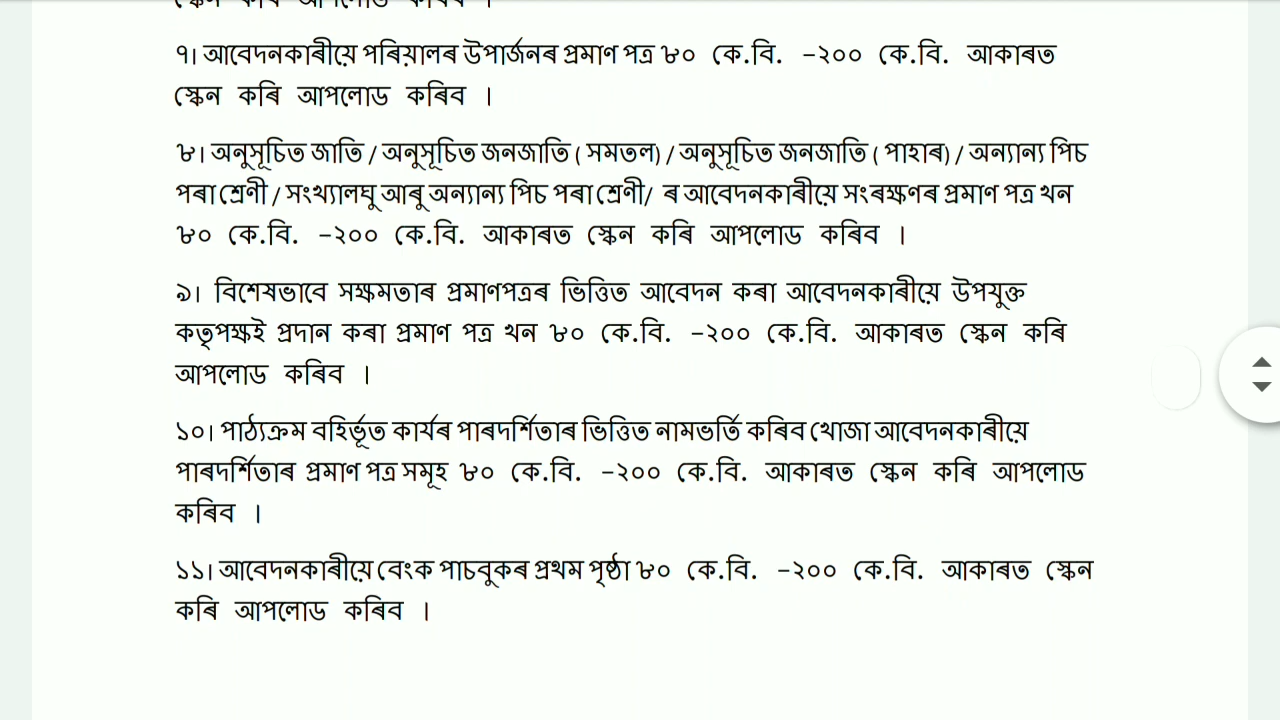 স্কেন কৰি আপলোড কৰিব ।
৭। আবেদনকাৰীয়ে পৰিয়ালৰ উপাৰ্জনৰ প্ৰমাণ পত্ৰ ৮০ কে.বি. –২০০ কে.বি. আকাৰত
স্কেন কৰি আপলোড কৰিব ।
৮। অনুসূচিত জাতি / অনুসূচিত জনজাতি ( সমতল) / অনুসূচিত জনজাতি ( পাহাৰ) / অন্যান্য পিচ
পৰা শ্ৰেণী / সংখ্যালঘু আৰু অন্যান্য পিচ পৰা শ্ৰেণী/ ৰ আবেদনকাৰীয়ে সংৰক্ষণৰ প্ৰমাণ পত্ৰ খন
৮০ কে.বি. –২০০ কে.বি. আকাৰত স্কেন কৰি আপলোড কৰিব ।
৯। বিশেষভাবে সক্ষমতাৰ প্ৰমাণপত্ৰৰ ভিত্তিত আবেদন কৰা আবেদনকাৰীয়ে উপযুক্ত
কতৃপক্ষই প্ৰদান কৰা প্ৰমাণ পত্ৰ খন ৮০ কে.বি. –২০০ কে.বি. আকাৰত স্কেন কৰি
আপলোড কৰিব ।
১০। পাঠ্যক্ৰম বহিৰ্ভূত কাৰ্যৰ পাৰদৰ্শিতাৰ ভিত্তিত নামভৰ্তি কৰিব খোজা আবেদনকাৰীয়ে
পাৰদৰ্শিতাৰ প্ৰমাণ পত্ৰ সমূহ ৮০ কে.বি. –২০০ কে.বি. আকাৰত স্কেন কৰি আপলোড
কৰিব ।
১১। আবেদনকাৰীয়ে বেংক পাচবুকৰ প্ৰথম পৃষ্ঠা ৮০ কে.বি. –২০০ কে.বি. আকাৰত স্কেন
কৰি আপলোড কৰিব ।